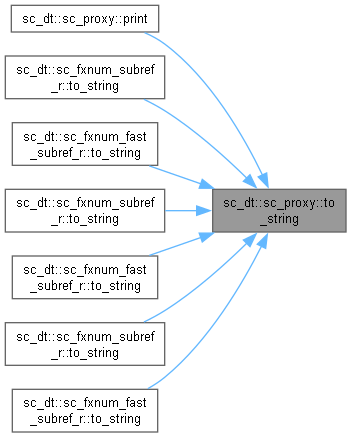 sc_dt::sc_proxy::print
sc_dt::sc_fxnum_subref
_r::to_string
sc_dt::sc_fxnum_fast
_subref_r::to_string
sc_dt::sc_fxnum_subref
_r::to_string
sc_dt::sc_proxy::to
_string
sc_dt::sc_fxnum_fast
_subref_r::to_string
sc_dt::sc_fxnum_subref
_r::to_string
sc_dt::sc_fxnum_fast
_subref_r::to_string